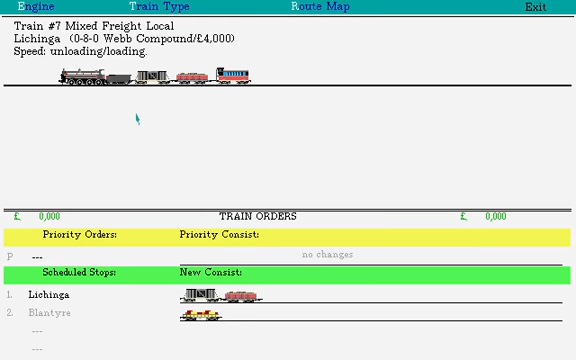 Engine Train Type Route Map Exit
Train #7 Mixed Freight Local
Lichinga (0-8-0 Webb Compound/£4,000)
Speed: unloading/loading.
£ 0,000 TRAIN ORDERS £ 0,000
Priority Orders: Priority Consist:
P --- no changes
Scheduled Stops: New Consist:
1. Lichinga
2. Blantyre
---
---